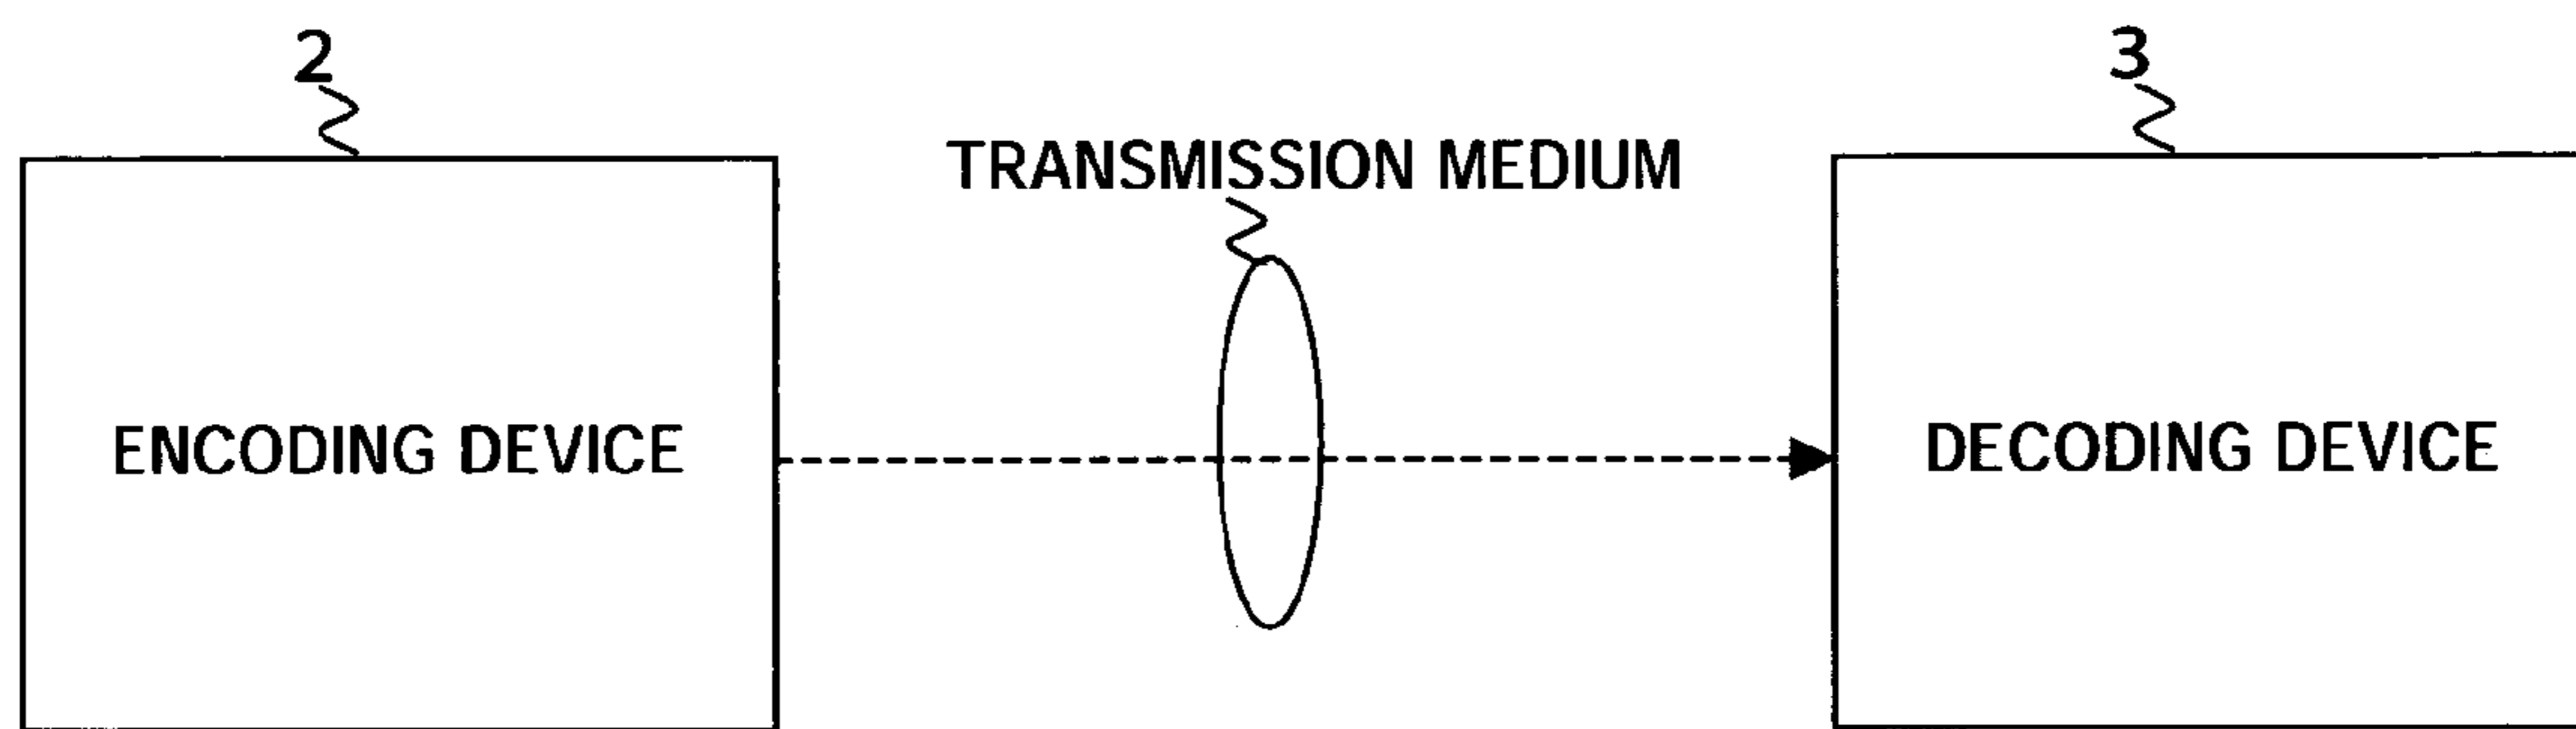 2
3
TRANSMISSION MEDIUM
ENCODING DEVICE
DECODING DEVICE